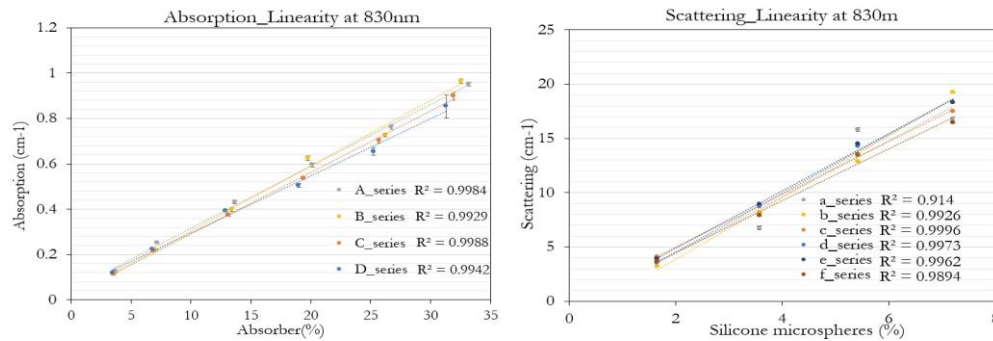 Absorption_Linearity at 830nm
1.2
1
0.8
0.6
0.4
0.2
0
Absorption (cm-1)
A_series R² = 0.9984
B_series R² = 0.9929
C_series R² = 0.9988
D_series R² = 0.9942
0 5 10 15 20 25 30 35
Absorber(%)
Scattering_Linearity at 830m
25
20
15
10
5
0
Scattering (cm-1)
a_series R² = 0.914
b_series R² = 0.9926
c_series R² = 0.9996
d_series R² = 0.9973
e_series R² = 0.9962
f_series R² = 0.9894
0 2 4 6 8
Silicone microspheres (%)